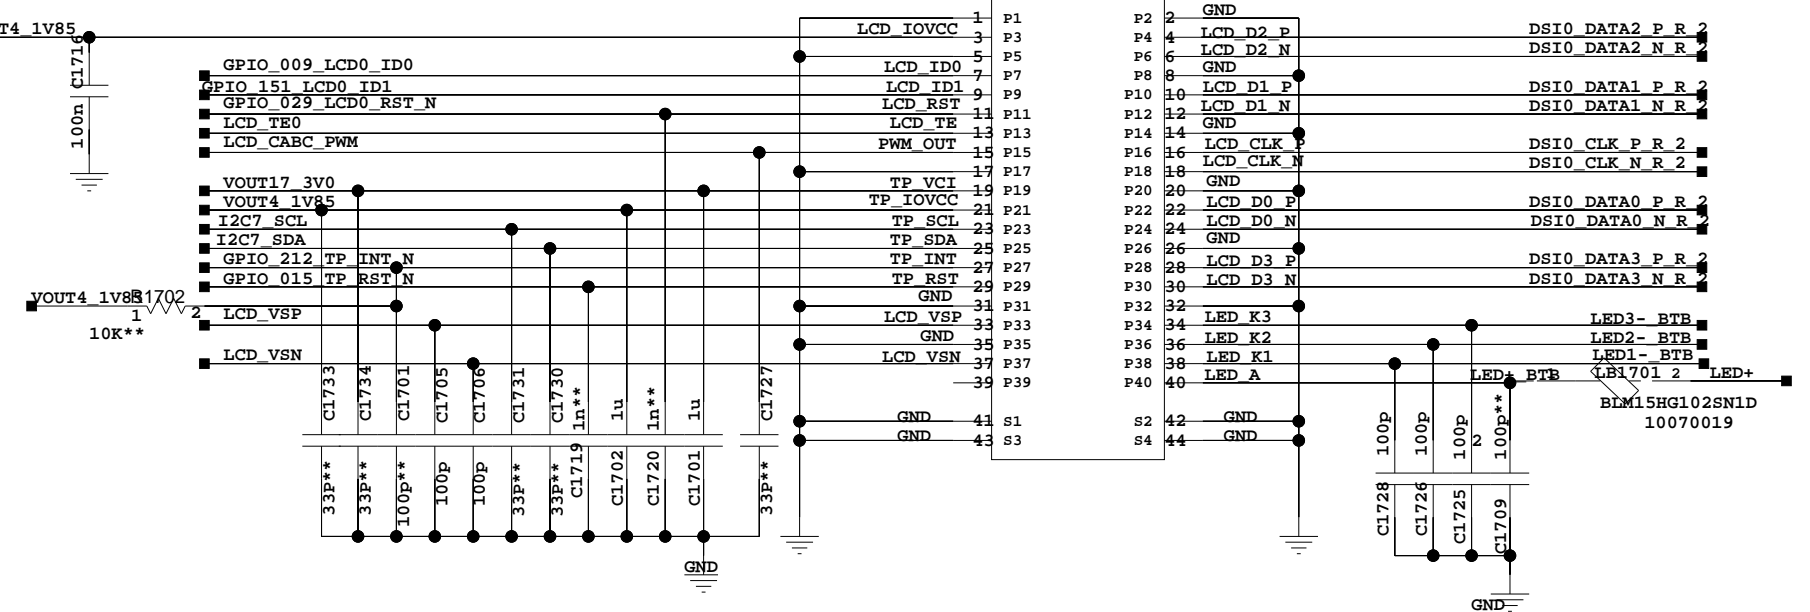 T4_1V85
C1716
100n
GPIO_009_LCD0_ID0
GPIO_151_LCD0_ID1
GPIO_029_LCD0_RST_N
LCD_TE0
LCD_CABC_PWM
VOUT17_3V0
VOUT4_1V85
I2C7_SCL
I2C7_SDA
GPIO_212_TP_INT_N
GPIO_015_TP_RST_N
VOUT4_1V85
R1702
1
2
10K**
LCD_VSP
LCD_VSN
1 P1
LCD_IOVCC 3 P3
5 P5
LCD_ID0 7 P7
LCD_ID1 9 P9
LCD_RST 11 P11
LCD_TE 13 P13
PWM_OUT 15 P15
17 P17
TP_VCI 19 P19
TP_IOVCC 21 P21
TP_SCL 23 P23
TP_SDA 25 P25
TP_INT 27 P27
TP_RST 29 P29
GND 31 P31
LCD_VSP 33 P33
GND 35 P35
LCD_VSN 37 P37
39 P39
GND 41 S1
GND 43 S3
P2 2 GND
P4 4 LCD_D2_P DSI0_DATA2_P_R_2
P6 6 LCD_D2_N DSI0_DATA2_N_R_2
P8 8 GND
P10 10 LCD_D1_P DSI0_DATA1_P_R_2
P12 12 LCD_D1_N DSI0_DATA1_N_R_2
P14 14 GND
P16 16 LCD_CLK_P DSI0_CLK_P_R_2
P18 18 LCD_CLK_N DSI0_CLK_N_R_2
P20 20 GND
P22 22 LCD_D0_P DSI0_DATA0_P_R_2
P24 24 LCD_D0_N DSI0_DATA0_N_R_2
P26 26 GND
P28 28 LCD_D3_P DSI0_DATA3_P_R_2
P30 30 LCD_D3_N DSI0_DATA3_N_R_2
P32 32
P34 34 LED_K3 LED3-_BTB
P36 36 LED_K2 LED2-_BTB
P38 38 LED_K1 LED1-_BTB
P40 40 LED_A LED+_BTB 1 LB1701 2 LED+
S2 42 GND
S4 44 GND
BLM15HG102SN1D
10070019
C1733 33P**
C1734 33P**
C1701 100p**
C1705 100p
C1706 100p
C1731 33P**
C1730 33P**
1n** C1719
1u C1702
1n** C1720
1u C1701
C1727 33P**
GND
100p C1728
100p C1726
100p C1725
2
100p** C1709
GND